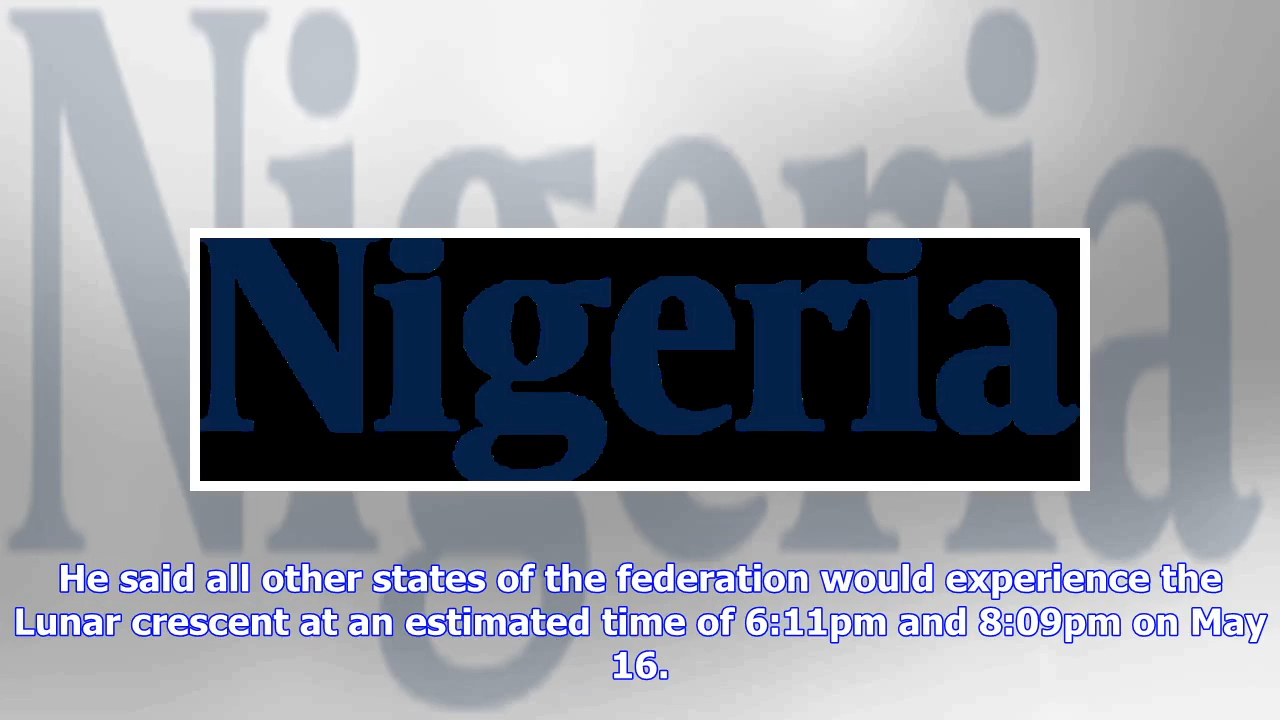 Nigeria
Nigeria
He said all other states of the federation would experience the
Lunar crescent at an estimated time of 6:11pm and 8:09pm on May
16.